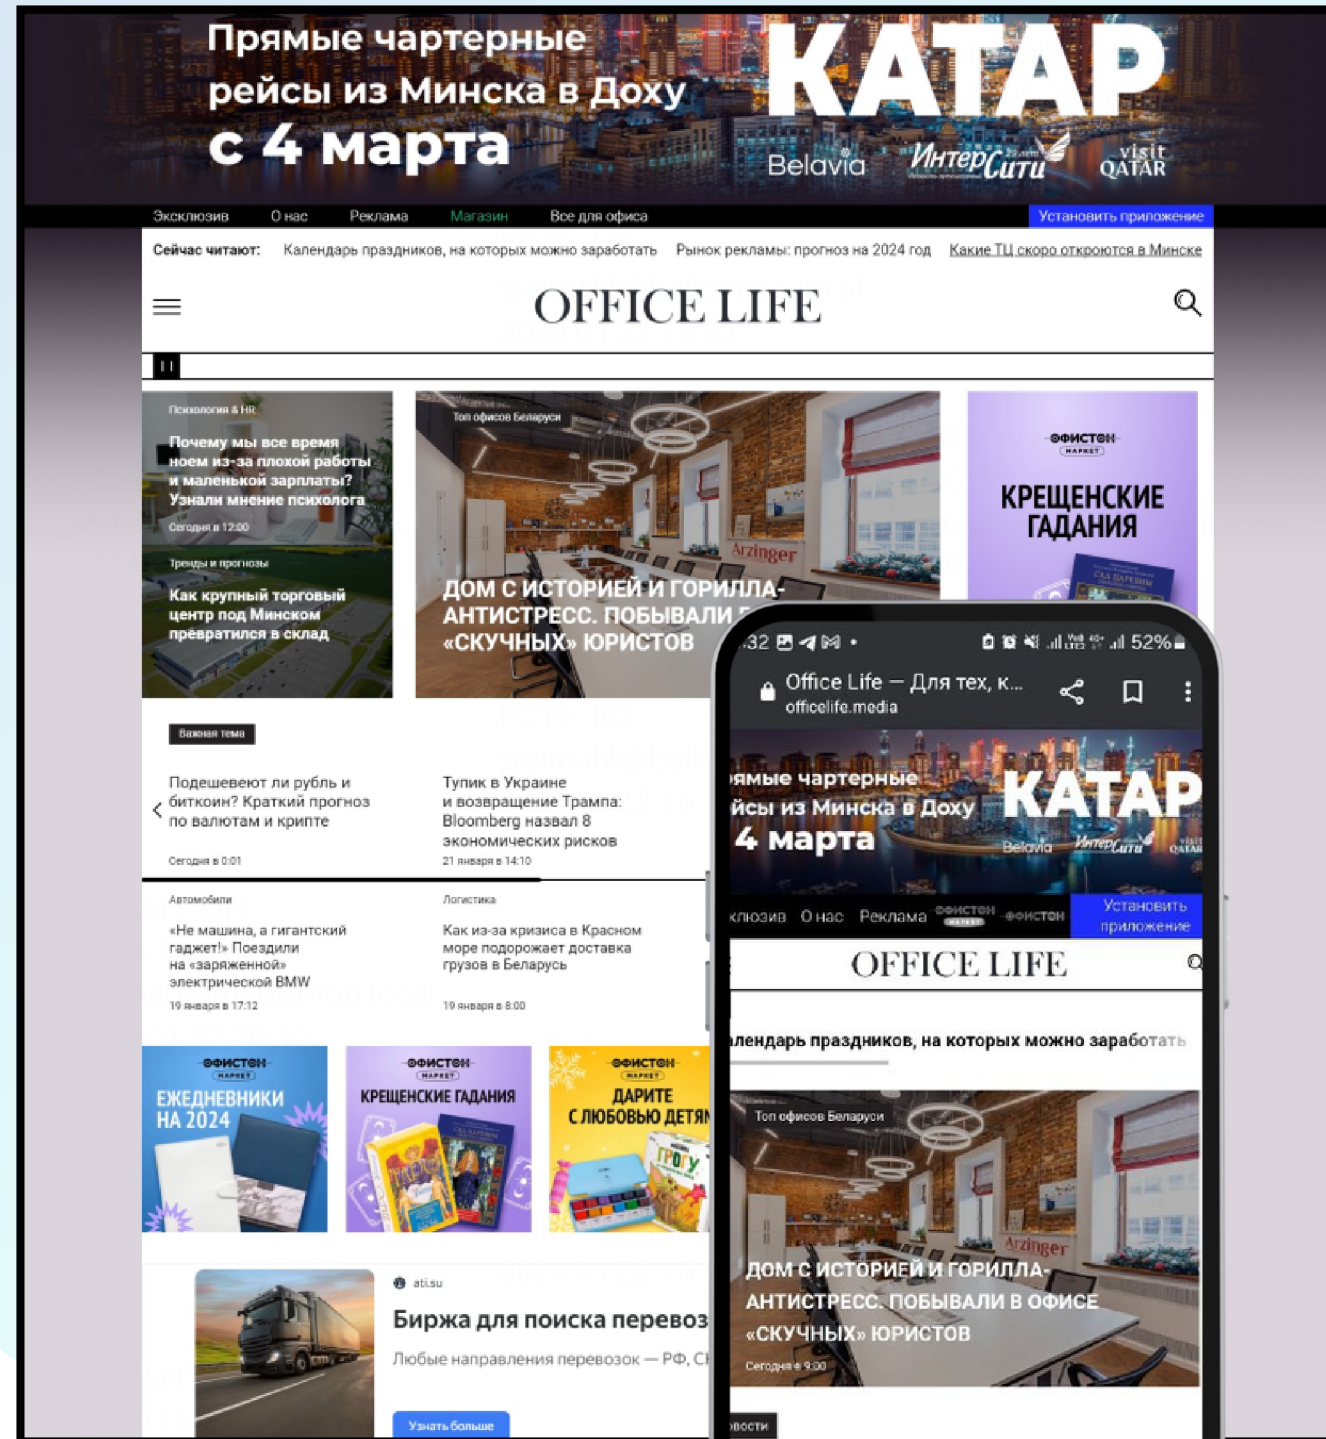 Прямые чартерные
рейсы из Минска в Доху
с 4 марта
КАТАР
Belavia
ИнтерСити
visit
QATAR
Эксклюзив О нас Реклама Магазин Все для офиса Установить приложение
Сейчас читают: Календарь праздников, на которых можно заработать Рынок рекламы: прогноз на 2024 год Какие ТЦ скоро откроются в Минске
OFFICE LIFE
Психология & HR
Почему мы все время
ноем из-за плохой работы
и маленькой зарплаты?
Узнали мнение психолога
Сегодня в 12:00
Тренды и прогнозы
Как крупный торговый
центр под Минском
превратился в склад
Топ офисов Беларуси
Arzinger
ДОМ С ИСТОРИЕЙ И ГОРИЛЛА-
АНТИСТРЕСС. ПОБЫВАЛИ
«СКУЧНЫХ» ЮРИСТОВ
ОФИСТОН
МАРКЕТ
КРЕЩЕНСКИЕ
ГАДАНИЯ
Важная тема
Подешевеют ли рубль и
биткоин? Краткий прогноз
по валютам и крипте
Сегодня в 0:01
Тупик в Украине
и возвращение Трампа:
Bloomberg назвал 8
экономических рисков
21 января в 14:10
Автомобили
«Не машина, а гигантский
гаджет!» Поездили
на «заряженной»
электрической BMW
19 января в 17:12
Логистика
Как из-за кризиса в Красном
море подорожает доставка
грузов в Беларусь
19 января в 8:00
ОФИСТОН
МАРКЕТ
ЕЖЕДНЕВНИКИ
НА 2024
ОФИСТОН
МАРКЕТ
КРЕЩЕНСКИЕ ГАДАНИЯ
ОФИСТОН
МАРКЕТ
ДАРИТЕ
С ЛЮБОВЬЮ ДЕТЯМ
ГРОГУ
ati.su
Биржа для поиска перевоз
Любые направления перевозок — РФ, СН
Узнать больше
:32 52%
Office Life — Для тех, к...
officelife.media
ямые чартерные
йсы из Минска в Доху
4 марта
КАТАР
Belavia
ИнтерСити
visit
QATAR
клюзив О нас Реклама ОФИСТОН МАРКЕТ ОФИСТОН Установить
приложение
OFFICE LIFE
алендарь праздников, на которых можно заработать
Топ офисов Беларуси
Arzinger
ДОМ С ИСТОРИЕЙ И ГОРИЛЛА-
АНТИСТРЕСС. ПОБЫВАЛИ В ОФИСЕ
«СКУЧНЫХ» ЮРИСТОВ
Сегодня в 9:00
вости